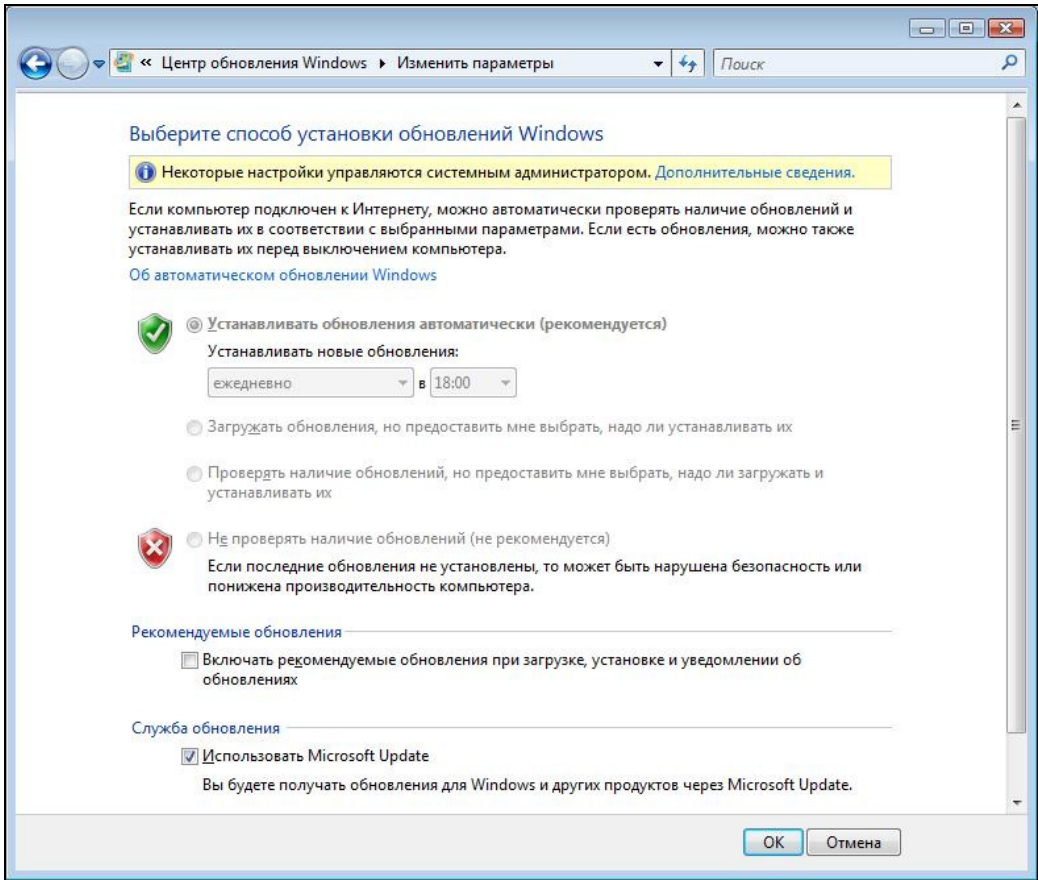 « Центр обновления Windows ▸ Изменить параметры
Поиск
Выберите способ установки обновлений Windows
Некоторые настройки управляются системным администратором. Дополнительные сведения.
Если компьютер подключен к Интернету, можно автоматически проверять наличие обновлений и
устанавливать их в соответствии с выбранными параметрами. Если есть обновления, можно также
устанавливать их перед выключением компьютера.
Об автоматическом обновлении Windows
Устанавливать обновления автоматически (рекомендуется)
Устанавливать новые обновления:
ежедневно в 18:00
Загружать обновления, но предоставить мне выбрать, надо ли устанавливать их
Проверять наличие обновлений, но предоставить мне выбрать, надо ли загружать и
устанавливать их
Не проверять наличие обновлений (не рекомендуется)
Если последние обновления не установлены, то может быть нарушена безопасность или
понижена производительность компьютера.
Рекомендуемые обновления
Включать рекомендуемые обновления при загрузке, установке и уведомлении об
обновлениях
Служба обновления
Использовать Microsoft Update
Вы будете получать обновления для Windows и других продуктов через Microsoft Update.
ОК
Отмена